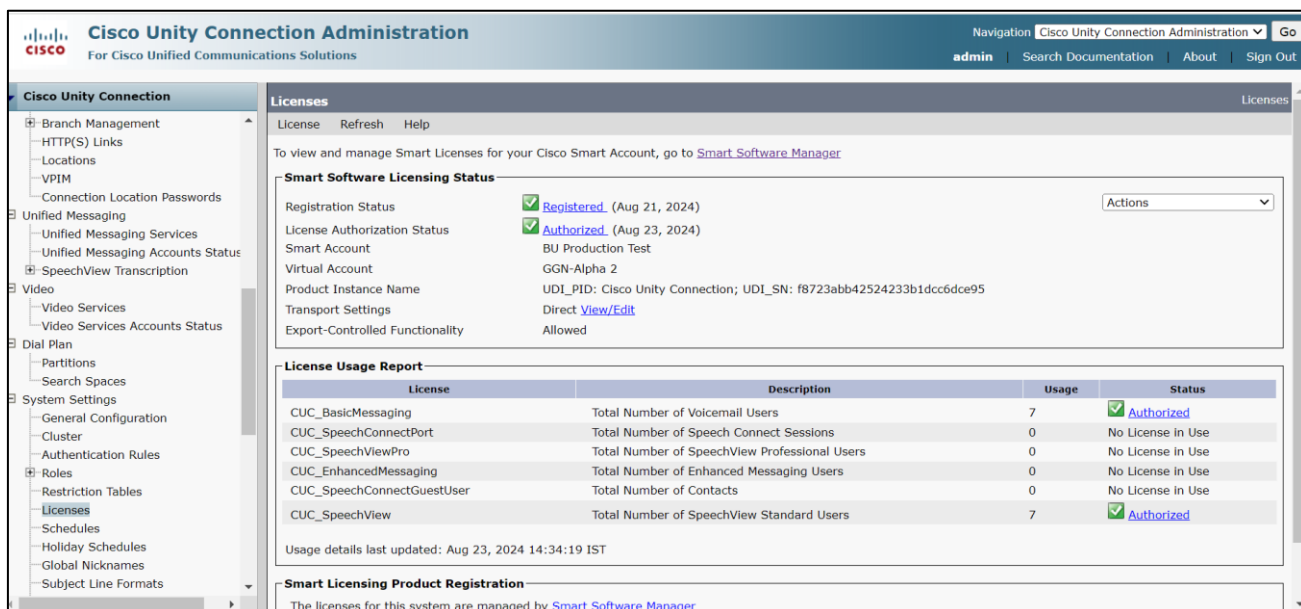 cisco
Cisco Unity Connection Administration
For Cisco Unified Communications Solutions
Navigation Cisco Unity Connection Administration Go
admin | Search Documentation | About | Sign Out
Cisco Unity Connection
Branch Management
HTTP(S) Links
Locations
VPIM
Connection Location Passwords
Unified Messaging
Unified Messaging Services
Unified Messaging Accounts Status
SpeechView Transcription
Video
Video Services
Video Services Accounts Status
Dial Plan
Partitions
Search Spaces
System Settings
General Configuration
Cluster
Authentication Rules
Roles
Restriction Tables
Licenses
Schedules
Holiday Schedules
Global Nicknames
Subject Line Formats
Licenses Licenses
License Refresh Help
To view and manage Smart Licenses for your Cisco Smart Account, go to Smart Software Manager
Smart Software Licensing Status
Registration Status Registered (Aug 21, 2024) Actions
License Authorization Status Authorized (Aug 23, 2024)
Smart Account BU Production Test
Virtual Account GGN-Alpha 2
Product Instance Name UDI_PID: Cisco Unity Connection; UDI_SN: f8723abb42524233b1dcc6dce95
Transport Settings Direct View/Edit
Export-Controlled Functionality Allowed
License Usage Report
License Description Usage Status
CUC_BasicMessaging Total Number of Voicemail Users 7 Authorized
CUC_SpeechConnectPort Total Number of Speech Connect Sessions 0 No License in Use
CUC_SpeechViewPro Total Number of SpeechView Professional Users 0 No License in Use
CUC_EnhancedMessaging Total Number of Enhanced Messaging Users 0 No License in Use
CUC_SpeechConnectGuestUser Total Number of Contacts 0 No License in Use
CUC_SpeechView Total Number of SpeechView Standard Users 7 Authorized
Usage details last updated: Aug 23, 2024 14:34:19 IST
Smart Licensing Product Registration
The licenses for this system are managed by Smart Software Manager